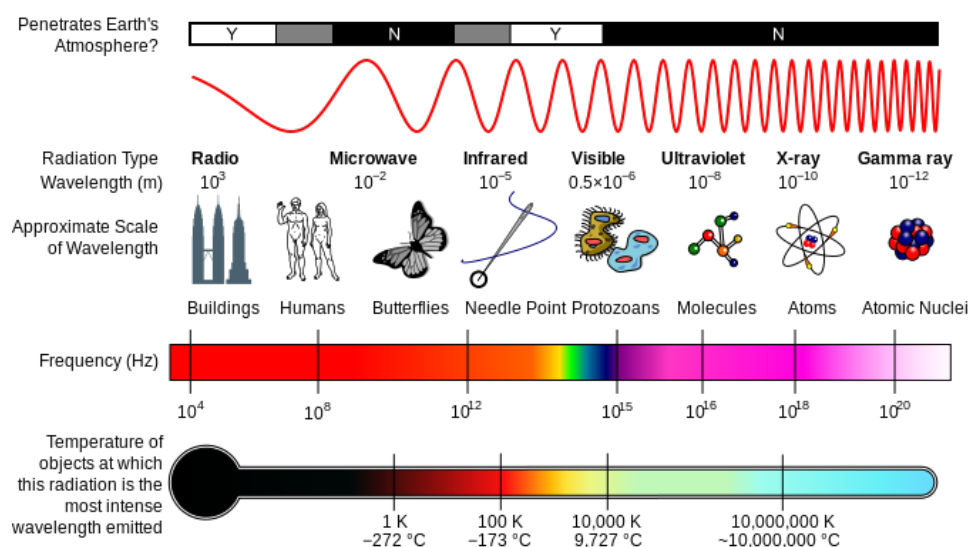 Penetrates Earth's
Atmosphere?
Y N Y N
Radiation Type
Radio Microwave Infrared Visible Ultraviolet X-ray Gamma ray
Wavelength (m)
10³ 10⁻² 10⁻⁵ 0.5×10⁻⁶ 10⁻⁸ 10⁻¹⁰ 10⁻¹²
Approximate Scale
of Wavelength
Buildings Humans Butterflies Needle Point Protozoans Molecules Atoms Atomic Nuclei
Frequency (Hz)
10⁴ 10⁸ 10¹² 10¹⁵ 10¹⁶ 10¹⁸ 10²⁰
Temperature of
objects at which
this radiation is the
most intense
wavelength emitted
1 K 100 K 10,000 K 10,000,000 K
−272 °C −173 °C 9,727 °C ~10,000,000 °C